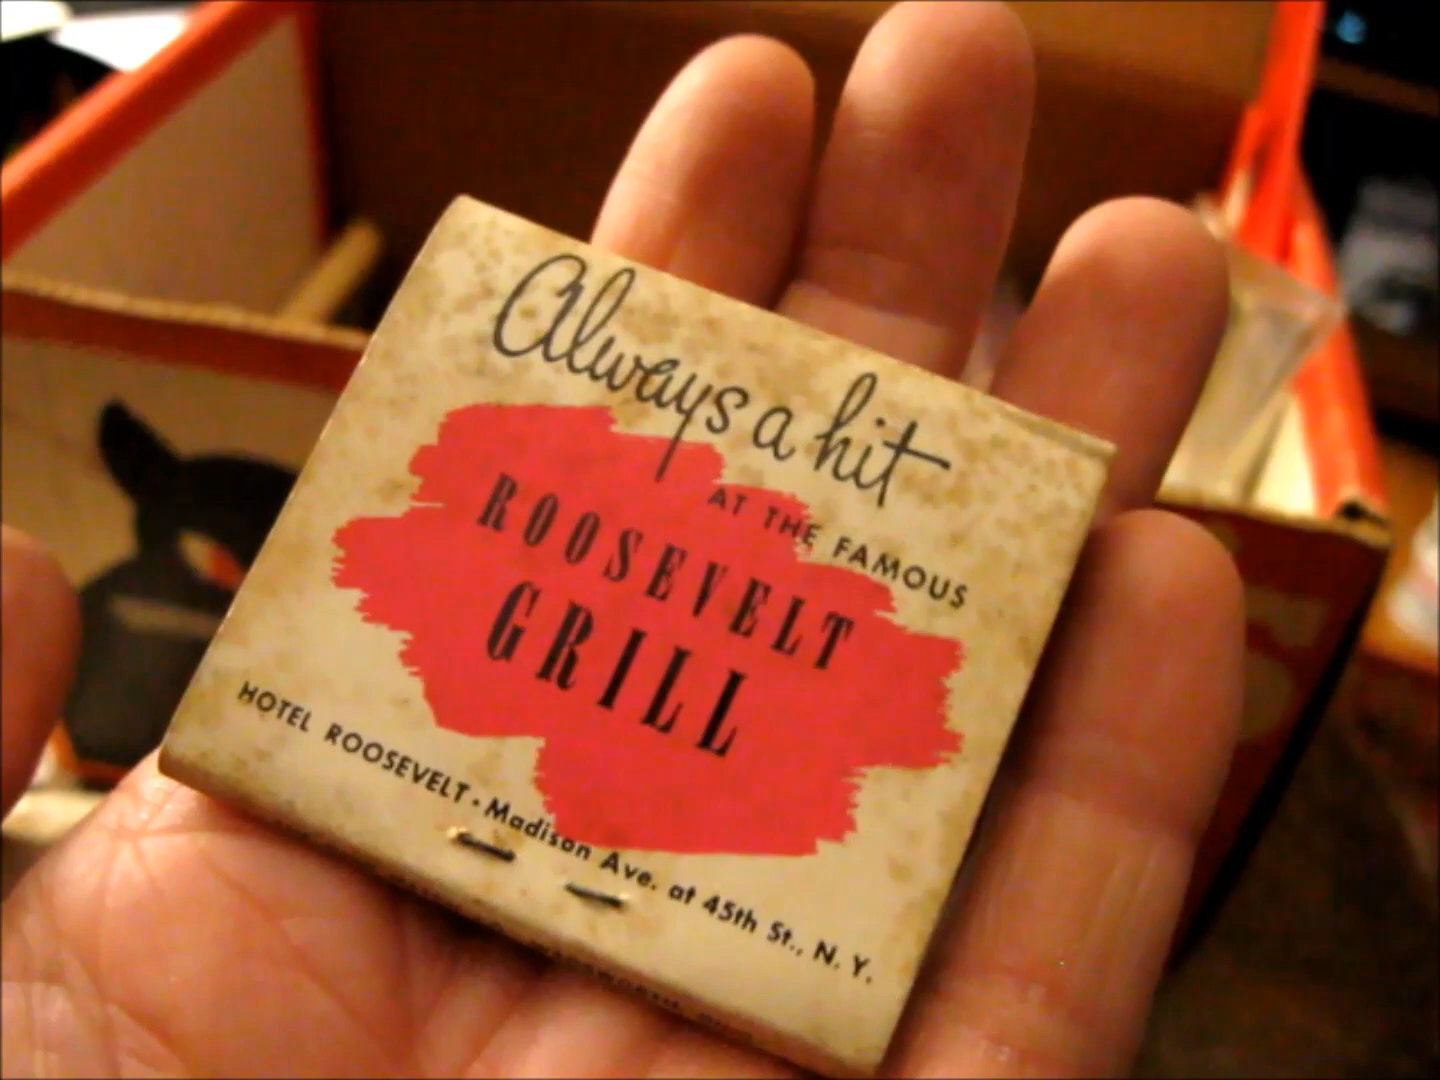 Always a hit
AT THE FAMOUS
ROOSEVELT
GRILL
HOTEL ROOSEVELT • Madison Ave. at 45th St., N. Y.